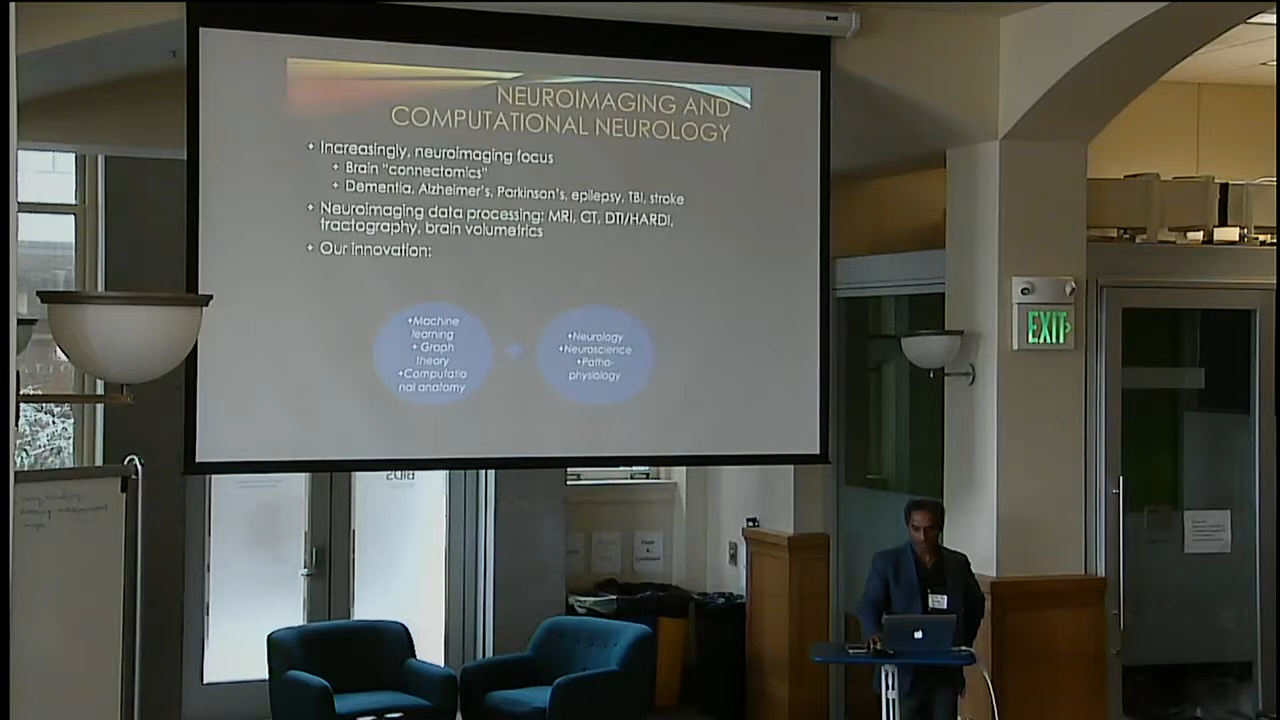 NEUROIMAGING AND
COMPUTATIONAL NEUROLOGY
Increasingly, neuroimaging focus
Brain "connectomics"
Dementia, Alzheimer's, Parkinson's, epilepsy, TBI, stroke
Neuroimaging data processing: MRI, CT, DTI/HARDI,
tractography, brain volumetrics
Our innovation:
+Machine
learning
+ Graph
theory
+Computatio
nal anatomy
+
+Neurology
+Neuroscience
+Patho-
physiology
EXIT
BIDS